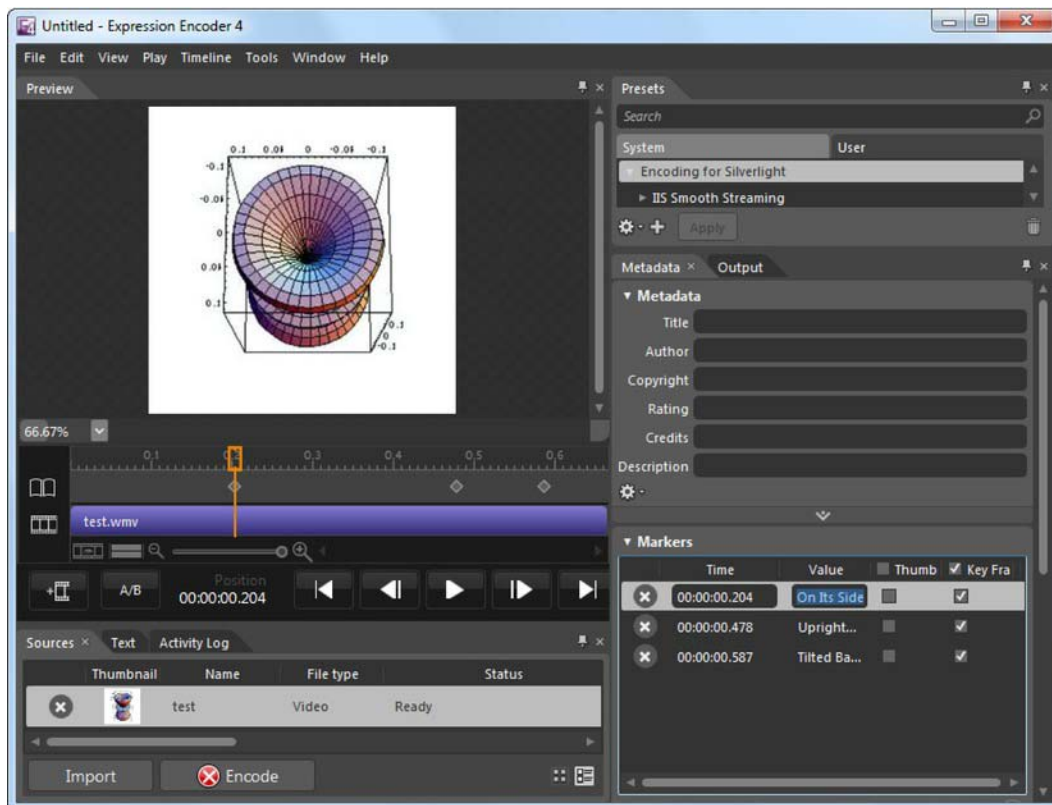 Untitled - Expression Encoder 4
File Edit View Play Timeline Tools Window Help
Preview
0.1 0.05 0 -0.05 -0.1
-0.1
-0.05
0
0.05
0.1
-0.1
0
-0.1
66.67%
0,1 0,3 0,4 0,5 0,6
test.wmv
A/B
Position
00:00:00.204
Sources Text Activity Log
Thumbnail Name File type Status
test Video Ready
Import Encode
Presets
Search
System User
Encoding for Silverlight
IIS Smooth Streaming
Apply
Metadata Output
Metadata
Title
Author
Copyright
Rating
Credits
Description
Markers
Time Value Thumb Key Fra
00:00:00.204 On Its Side
00:00:00.478 Upright...
00:00:00.587 Tilted Ba...